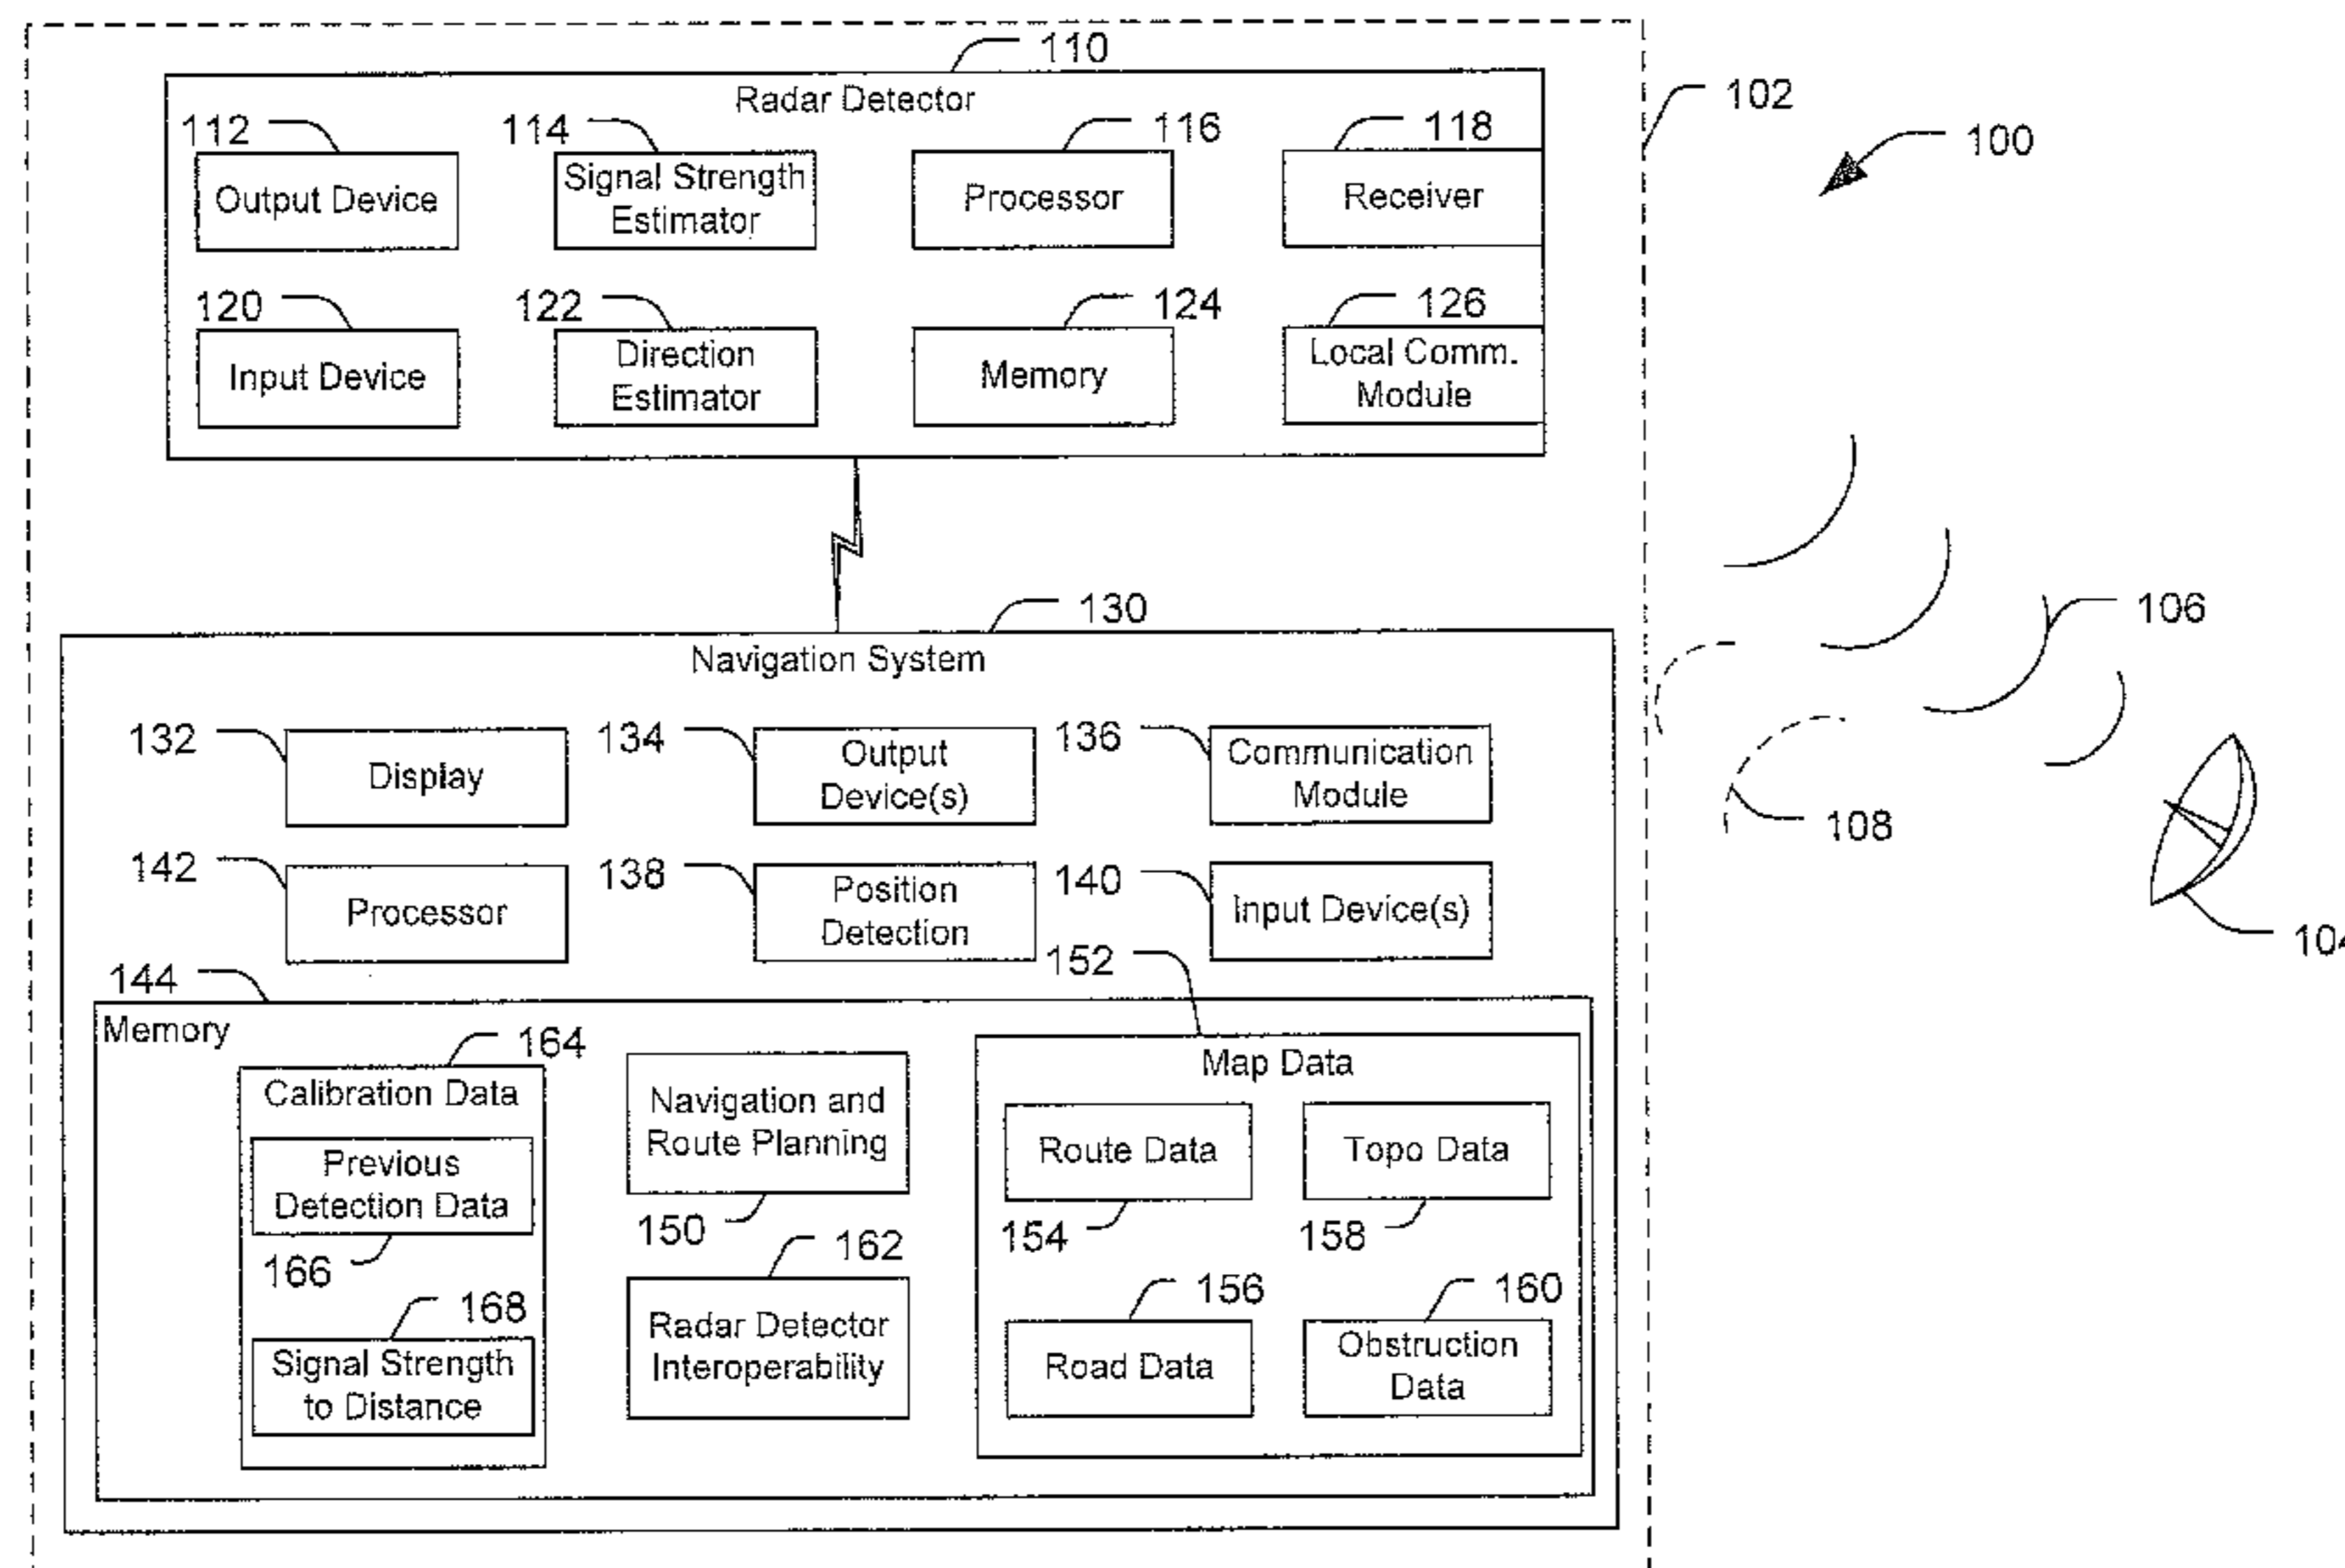 110
Radar Detector
102
100
112
114
116
118
Output Device
Signal Strength
Estimator
Processor
Receiver
120
122
124
126
Input Device
Direction
Estimator
Memory
Local Comm.
Module
130
Navigation System
106
132
134
136
Display
Output
Device(s)
Communication
Module
108
142
138
140
Processor
Position
Detection
Input Device(s)
104
144
152
Memory
164
Calibration Data
Previous
Detection Data
166
168
Signal Strength
to Distance
Navigation and
Route Planning
150
162
Radar Detector
Interoperability
Map Data
Route Data
Topo Data
154
158
156
160
Road Data
Obstruction
Data